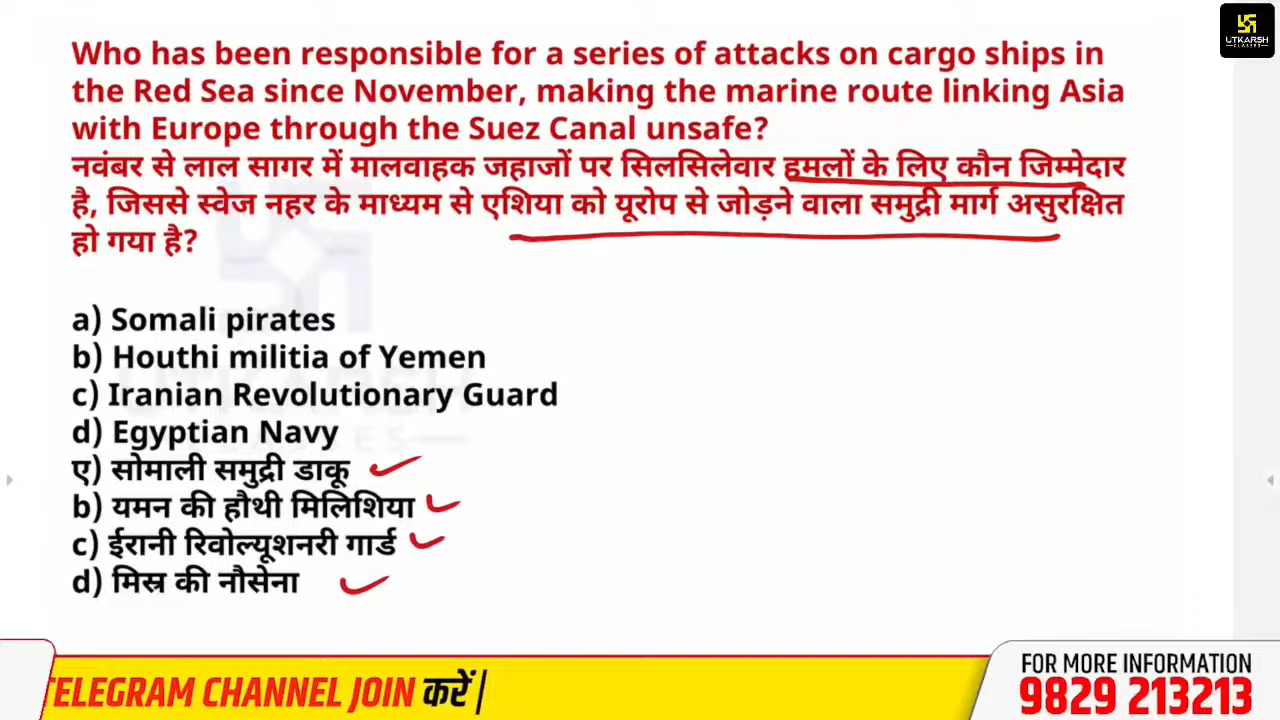 UTKARSH
CLASSES
Who has been responsible for a series of attacks on cargo ships in
the Red Sea since November, making the marine route linking Asia
with Europe through the Suez Canal unsafe?
नवंबर से लाल सागर में मालवाहक जहाजों पर सिलसिलेवार हमलों के लिए कौन जिम्मेदार
है, जिससे स्वेज नहर के माध्यम से एशिया को यूरोप से जोड़ने वाला समुद्री मार्ग असुरक्षित
हो गया है?
a) Somali pirates
b) Houthi militia of Yemen
c) Iranian Revolutionary Guard
d) Egyptian Navy
ए) सोमाली समुद्री डाकू
b) यमन की हौथी मिलिशिया
c) ईरानी रिवोल्यूशनरी गार्ड
d) मिस्र की नौसेना
TELEGRAM CHANNEL JOIN करें
FOR MORE INFORMATION
9829 213213